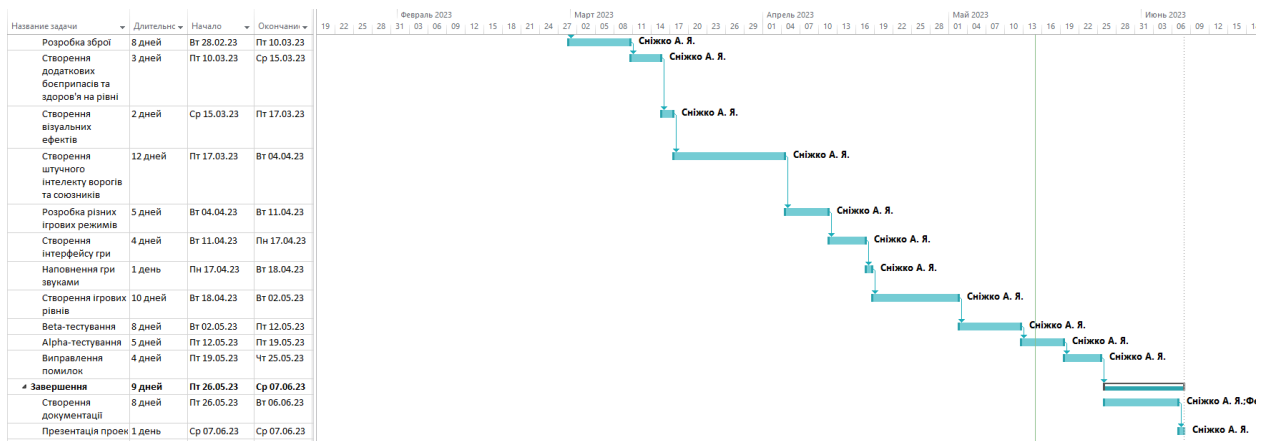 Февраль 2023 Март 2023 Апрель 2023 Май 2023 Июнь 2023
Название задачи Длительнс Начало Окончани 19 22 25 28 31 03 06 09 12 15 18 21 24 27 02 05 08 11 14 17 20 23 26 29 01 04 07 10 13 16 19 22 25 28 01 04 07 10 13 16 19 22 25 28 31 03 06 09 12 15
Розробка зброї 8 дней Вт 28.02.23 Пт 10.03.23 Сніжко А. Я.
Створення 3 дней Пт 10.03.23 Ср 15.03.23 Сніжко А. Я.
додаткових
боєприпасів та
здоров'я на рівні
Створення 2 дней Ср 15.03.23 Пт 17.03.23 Сніжко А. Я.
візуальних
ефектів
Створення 12 дней Пт 17.03.23 Вт 04.04.23 Сніжко А. Я.
штучного
інтелекту ворогів
та союзників
Розробка різних 5 дней Вт 04.04.23 Вт 11.04.23 Сніжко А. Я.
ігрових режимів
Створення 4 дней Вт 11.04.23 Пн 17.04.23 Сніжко А. Я.
інтерфейсу гри
Наповнення гри 1 день Пн 17.04.23 Вт 18.04.23 Сніжко А. Я.
звуками
Створення ігрових 10 дней Вт 18.04.23 Вт 02.05.23 Сніжко А. Я.
рівнів
Beta-тестування 8 дней Вт 02.05.23 Пт 12.05.23 Сніжко А. Я.
Alpha-тестування 5 дней Пт 12.05.23 Пт 19.05.23 Сніжко А. Я.
Виправлення 4 дней Пт 19.05.23 Чт 25.05.23 Сніжко А. Я.
помилок
Завершення 9 дней Пт 26.05.23 Ср 07.06.23
Створення 8 дней Пт 26.05.23 Вт 06.06.23 Сніжко А. Я.;Фе
документації
Презентація проек 1 день Ср 07.06.23 Ср 07.06.23 Сніжко А. Я.